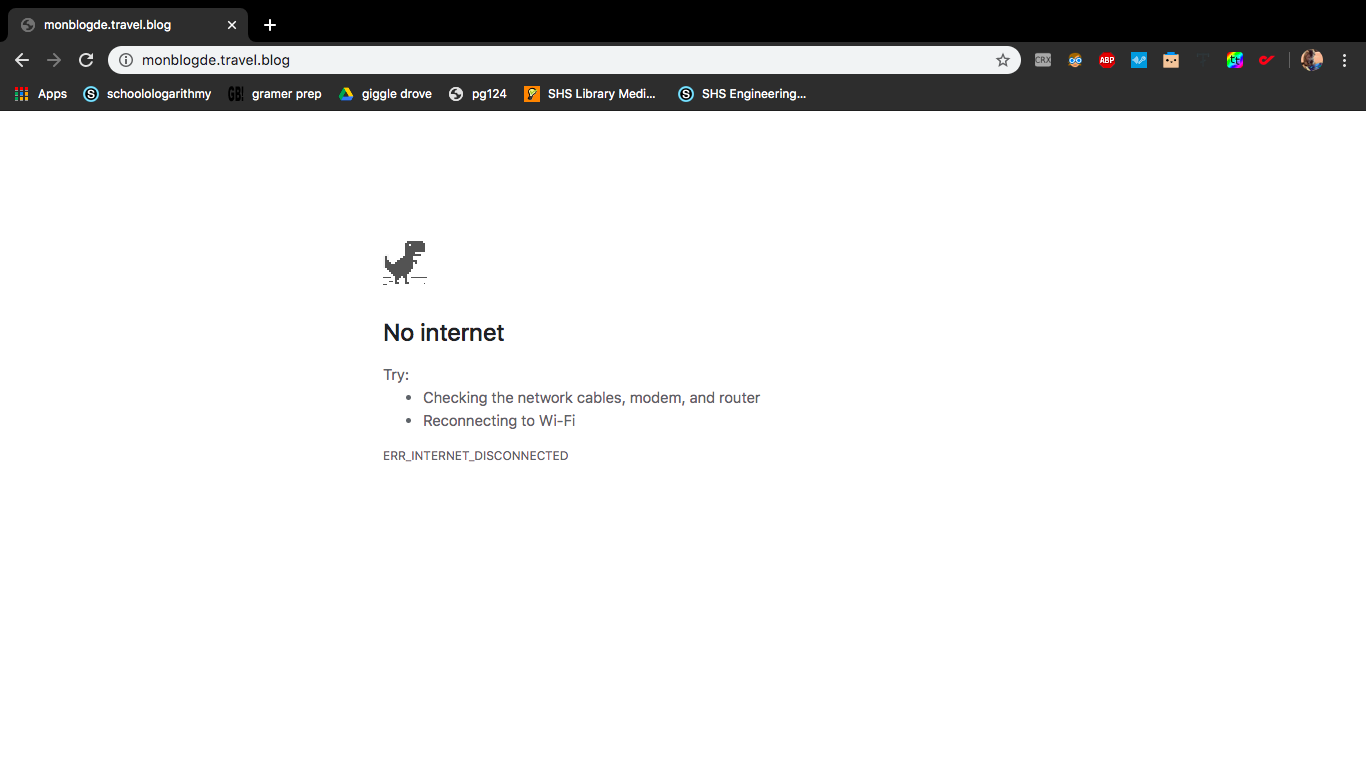 monblogde.travel.blog
monblogde.travel.blog
CRX
ABP
Apps
S
schoolologarithmy
GB!
gramer prep
giggle drove
pg124
SHS Library Medi...
S
SHS Engineering...
No internet
Try:
• Checking the network cables, modem, and router
• Reconnecting to Wi-Fi
ERR_INTERNET_DISCONNECTED